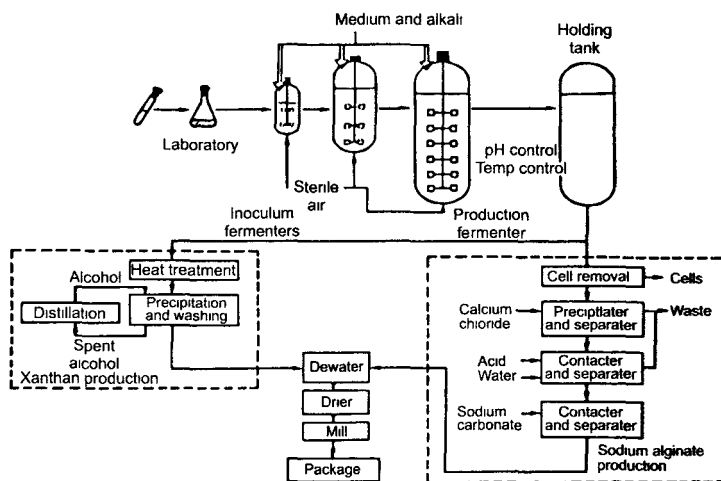 Medium and alkali
Holding
tank
Laboratory
pH control
Temp control
Sterile
air
Inoculum
fermenters
Production
fermenter
Heat treatment
Alcohol
Precipitation
and washing
Distillation
Spent
alcohol
Xanthan production
Cell removal
Cells
Calcium
chloride
Preciptlater
and separater
Waste
Acid
Water
Contacter
and separater
Sodium
carbonate
Contacter
and separater
Sodium alginate
production
Dewater
Drier
Mill
Package